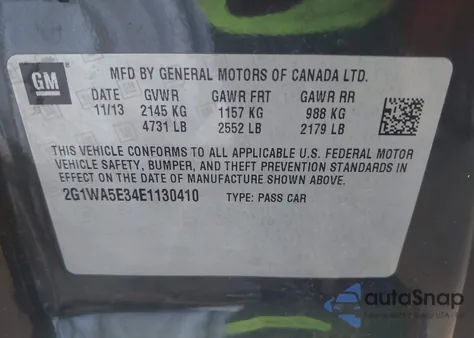 GM
MFD BY GENERAL MOTORS OF CANADA LTD.
DATE GVWR GAWR FRT GAWR RR
11/13 2145 KG 1157 KG 988 KG
4731 LB 2552 LB 2179 LB
THIS VEHICLE CONFORMS TO ALL APPLICABLE U.S. FEDERAL MOTOR
VEHICLE SAFETY, BUMPER, AND THEFT PREVENTION STANDARDS
IN EFFECT ON THE DATE OF MANUFACTURE SHOWN ABOVE.
2G1WA5E34E1130410 TYPE: PASS CAR
autoSnap